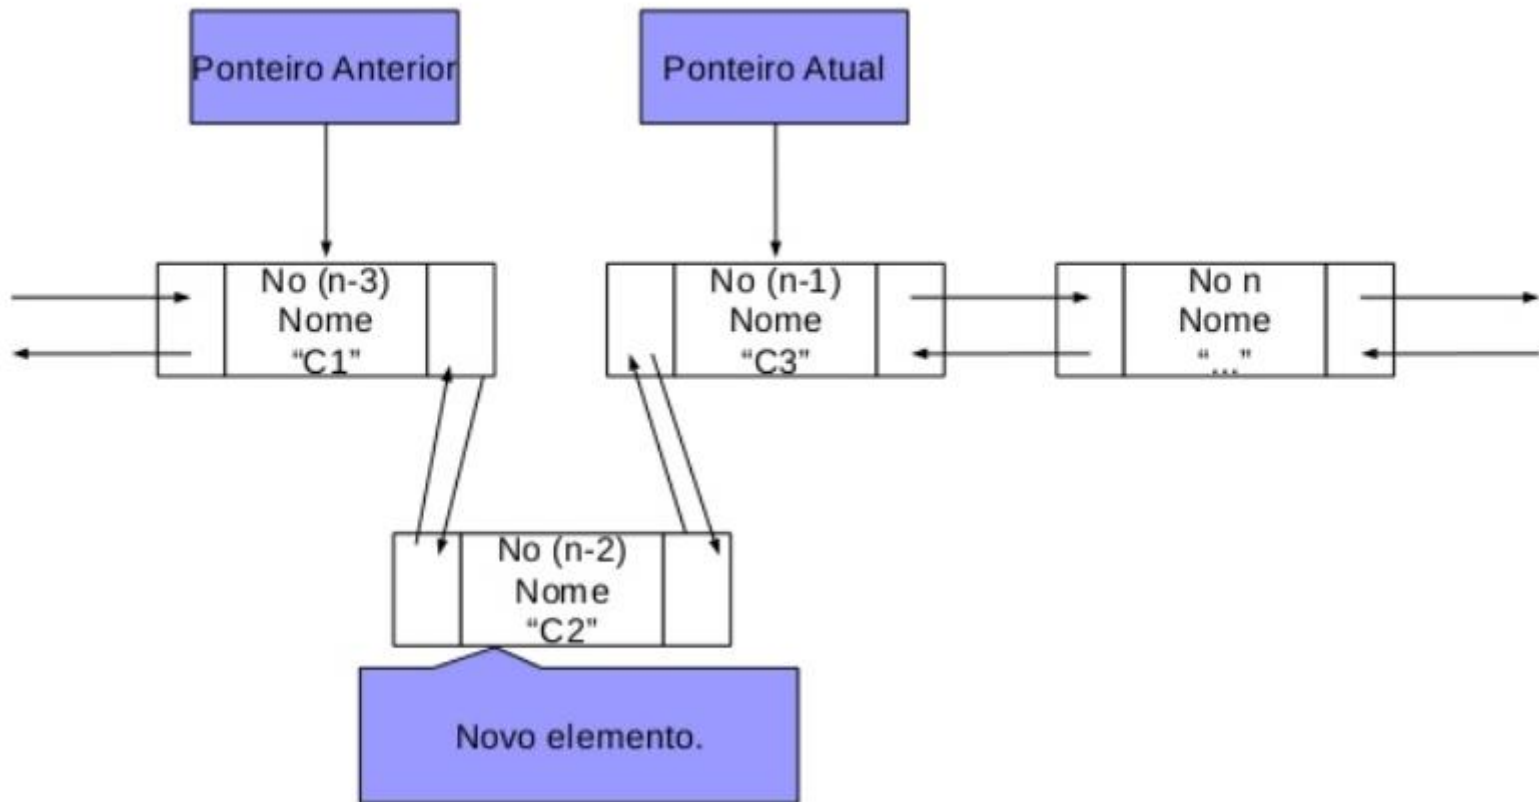 Ponteiro Anterior
Ponteiro Atual
No (n-3)
Nome
“C1”
No (n-1)
Nome
“C3”
No n
Nome
“...”
No (n-2)
Nome
“C2”
Novo elemento.